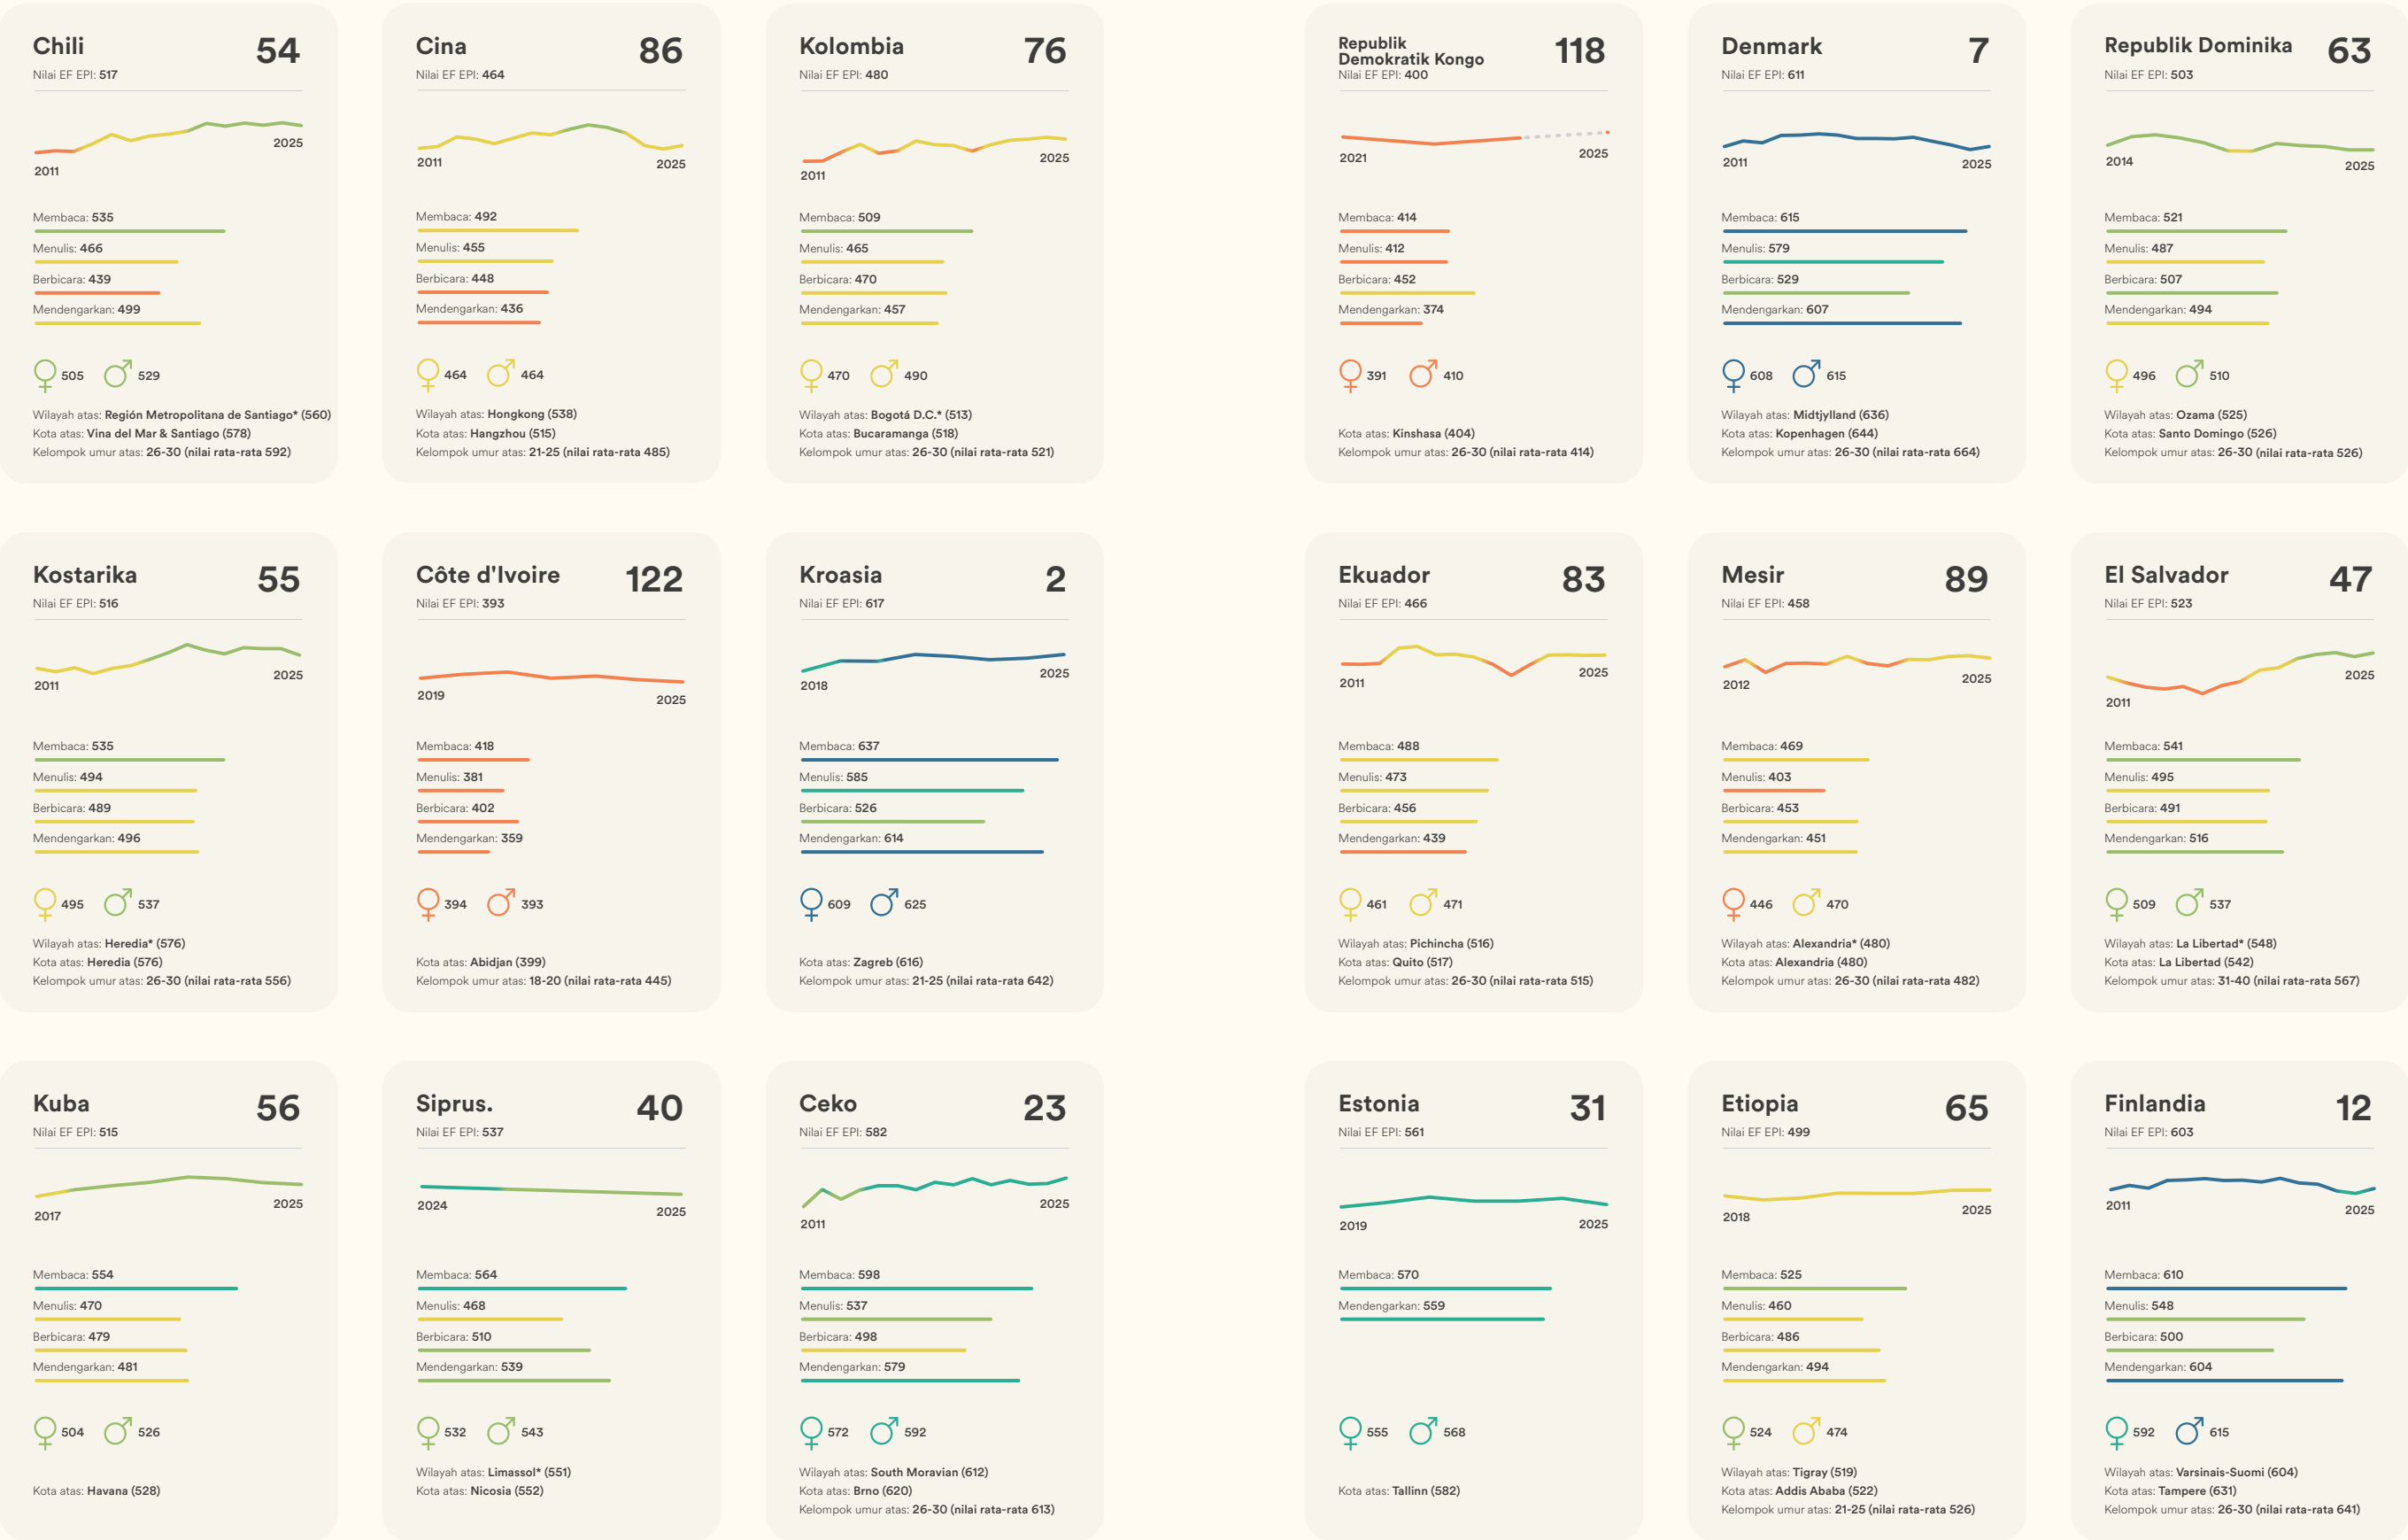 Chili
54
Nilai EF EPI: 517
2011
2025
Membaca: 535
Menulis: 466
Berbicara: 439
Mendengarkan: 499
505
529
Wilayah atas: Región Metropolitana de Santiago* (560)
Kota atas: Vina del Mar & Santiago (578)
Kelompok umur atas: 26-30 (nilai rata-rata 592)
Cina
86
Nilai EF EPI: 464
2011
2025
Membaca: 492
Menulis: 455
Berbicara: 448
Mendengarkan: 436
464
464
Wilayah atas: Hongkong (538)
Kota atas: Hangzhou (515)
Kelompok umur atas: 21-25 (nilai rata-rata 485)
Kolombia
76
Nilai EF EPI: 480
2011
2025
Membaca: 509
Menulis: 465
Berbicara: 470
Mendengarkan: 457
470
490
Wilayah atas: Bogotá D.C.* (513)
Kota atas: Bucaramanga (518)
Kelompok umur atas: 26-30 (nilai rata-rata 521)
Republik
Demokratik Kongo
118
Nilai EF EPI: 400
2021
2025
Membaca: 414
Menulis: 412
Berbicara: 452
Mendengarkan: 374
391
410
Kota atas: Kinshasa (404)
Kelompok umur atas: 26-30 (nilai rata-rata 414)
Denmark
7
Nilai EF EPI: 611
2011
2025
Membaca: 615
Menulis: 579
Berbicara: 529
Mendengarkan: 607
608
615
Wilayah atas: Midtjylland (636)
Kota atas: Kopenhagen (644)
Kelompok umur atas: 26-30 (nilai rata-rata 664)
Republik Dominika
63
Nilai EF EPI: 503
2014
2025
Membaca: 521
Menulis: 487
Berbicara: 507
Mendengarkan: 494
496
510
Wilayah atas: Ozama (525)
Kota atas: Santo Domingo (526)
Kelompok umur atas: 26-30 (nilai rata-rata 526)
Kostarika
55
Nilai EF EPI: 516
2011
2025
Membaca: 535
Menulis: 494
Berbicara: 489
Mendengarkan: 496
495
537
Wilayah atas: Heredia* (576)
Kota atas: Heredia (576)
Kelompok umur atas: 26-30 (nilai rata-rata 556)
Côte d'Ivoire
122
Nilai EF EPI: 393
2019
2025
Membaca: 418
Menulis: 381
Berbicara: 402
Mendengarkan: 359
394
393
Kota atas: Abidjan (399)
Kelompok umur atas: 18-20 (nilai rata-rata 445)
Kroasia
2
Nilai EF EPI: 617
2018
2025
Membaca: 637
Menulis: 585
Berbicara: 526
Mendengarkan: 614
609
625
Kota atas: Zagreb (616)
Kelompok umur atas: 21-25 (nilai rata-rata 642)
Ekuador
83
Nilai EF EPI: 466
2011
2025
Membaca: 488
Menulis: 473
Berbicara: 456
Mendengarkan: 439
461
471
Wilayah atas: Pichincha (516)
Kota atas: Quito (517)
Kelompok umur atas: 26-30 (nilai rata-rata 515)
Mesir
89
Nilai EF EPI: 458
2012
2025
Membaca: 469
Menulis: 403
Berbicara: 453
Mendengarkan: 451
446
470
Wilayah atas: Alexandria* (480)
Kota atas: Alexandria (480)
Kelompok umur atas: 26-30 (nilai rata-rata 482)
El Salvador
47
Nilai EF EPI: 523
2011
2025
Membaca: 541
Menulis: 495
Berbicara: 491
Mendengarkan: 516
509
537
Wilayah atas: La Libertad* (548)
Kota atas: La Libertad (542)
Kelompok umur atas: 31-40 (nilai rata-rata 567)
Kuba
56
Nilai EF EPI: 515
2017
2025
Membaca: 554
Menulis: 470
Berbicara: 479
Mendengarkan: 481
504
526
Kota atas: Havana (528)
Siprus.
40
Nilai EF EPI: 537
2024
2025
Membaca: 564
Menulis: 468
Berbicara: 510
Mendengarkan: 539
532
543
Wilayah atas: Limassol* (551)
Kota atas: Nicosia (552)
Ceko
23
Nilai EF EPI: 582
2011
2025
Membaca: 598
Menulis: 537
Berbicara: 498
Mendengarkan: 579
572
592
Wilayah atas: South Moravian (612)
Kota atas: Brno (620)
Kelompok umur atas: 26-30 (nilai rata-rata 613)
Estonia
31
Nilai EF EPI: 561
2019
2025
Membaca: 570
Mendengarkan: 559
555
568
Kota atas: Tallinn (582)
Etiopia
65
Nilai EF EPI: 499
2018
2025
Membaca: 525
Menulis: 460
Berbicara: 486
Mendengarkan: 494
524
474
Wilayah atas: Tigray (519)
Kota atas: Addis Ababa (522)
Kelompok umur atas: 21-25 (nilai rata-rata 526)
Finlandia
12
Nilai EF EPI: 603
2011
2025
Membaca: 610
Menulis: 548
Berbicara: 500
Mendengarkan: 604
592
615
Wilayah atas: Varsinais-Suomi (604)
Kota atas: Tampere (631)
Kelompok umur atas: 26-30 (nilai rata-rata 641)